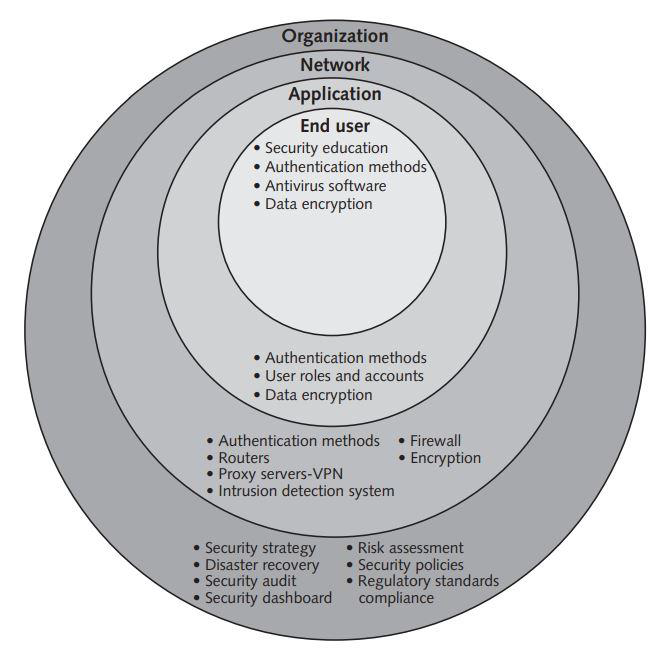 Organization
Network
Application
End user
• Security education
• Authentication methods
• Antivirus software
• Data encryption
• Authentication methods
• User roles and accounts
• Data encryption
• Authentication methods
• Routers
• Proxy servers-VPN
• Intrusion detection system
• Firewall
• Encryption
• Security strategy
• Disaster recovery
• Security audit
• Security dashboard
• Risk assessment
• Security policies
• Regulatory standards
compliance